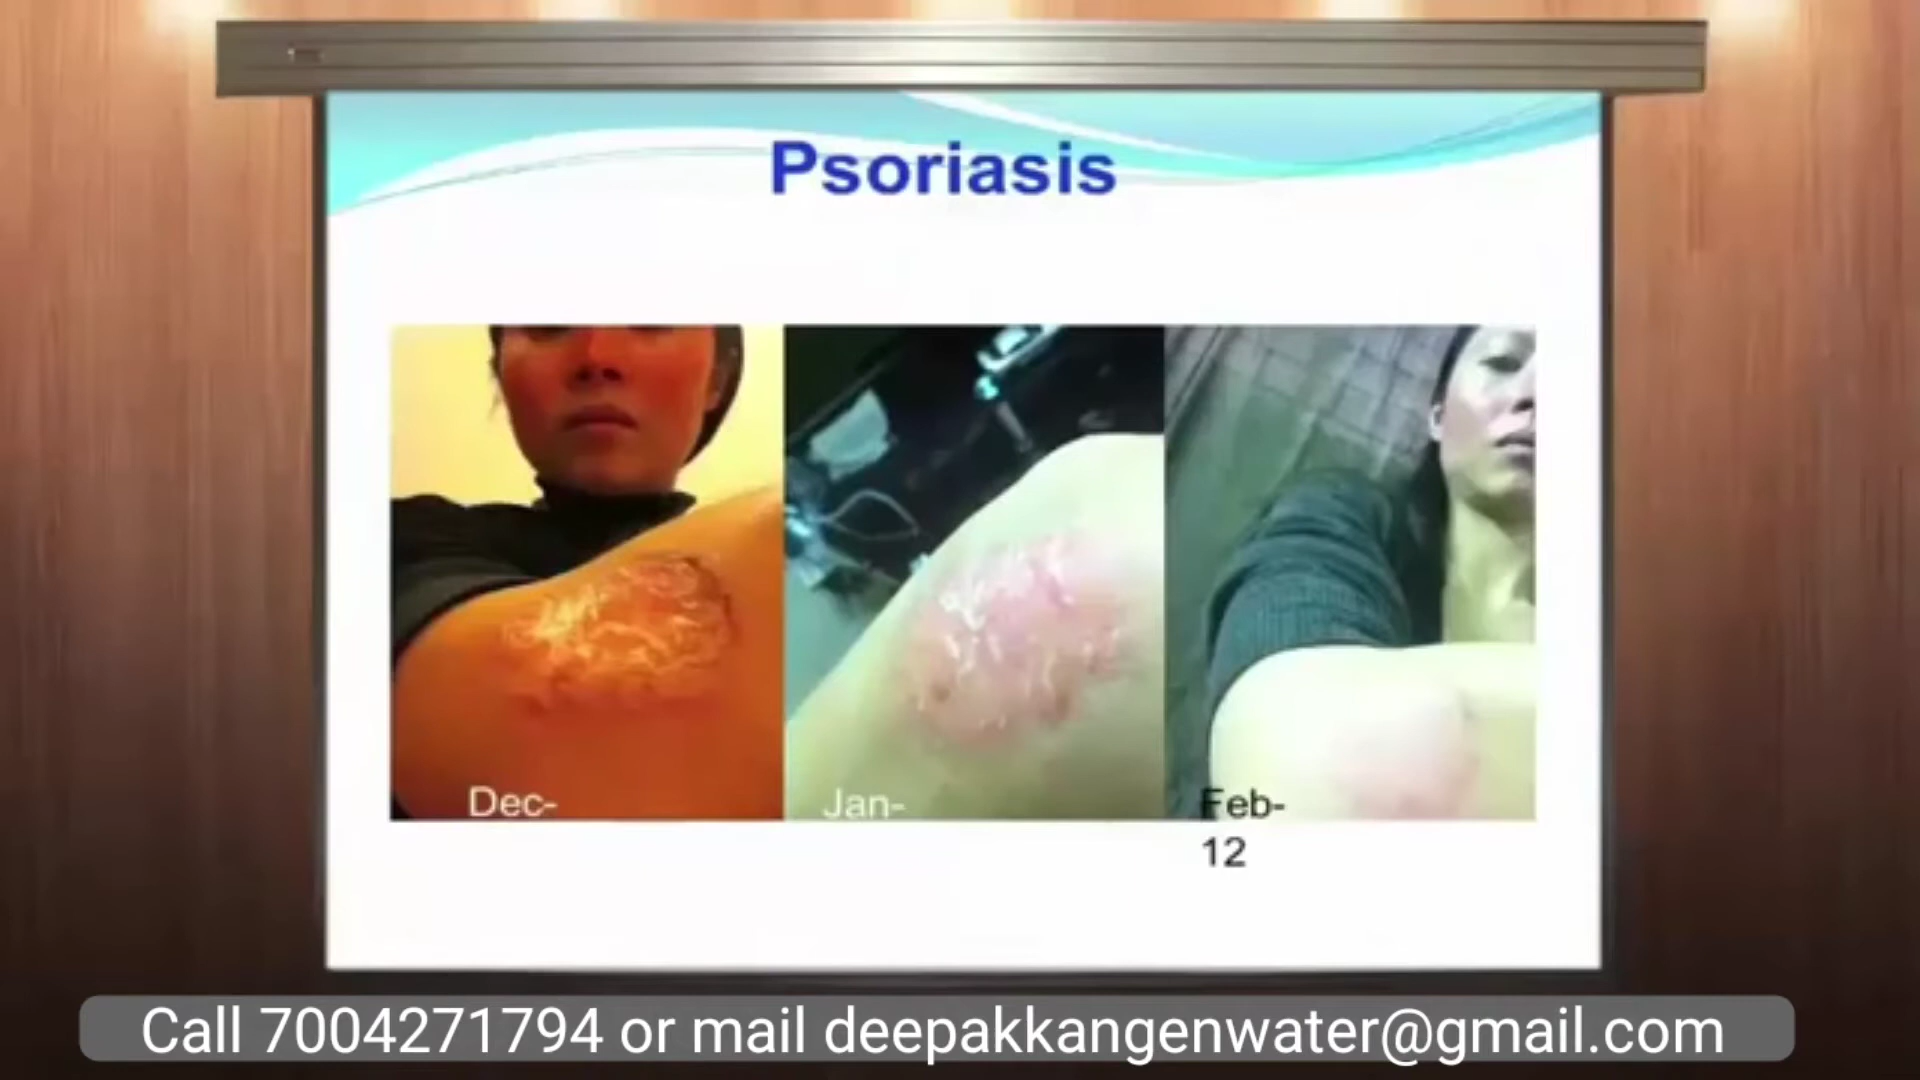 Psoriasis
Dec-
Jan-
Feb-
12
Call 7004271794 or mail deepakkangenwater@gmail.com